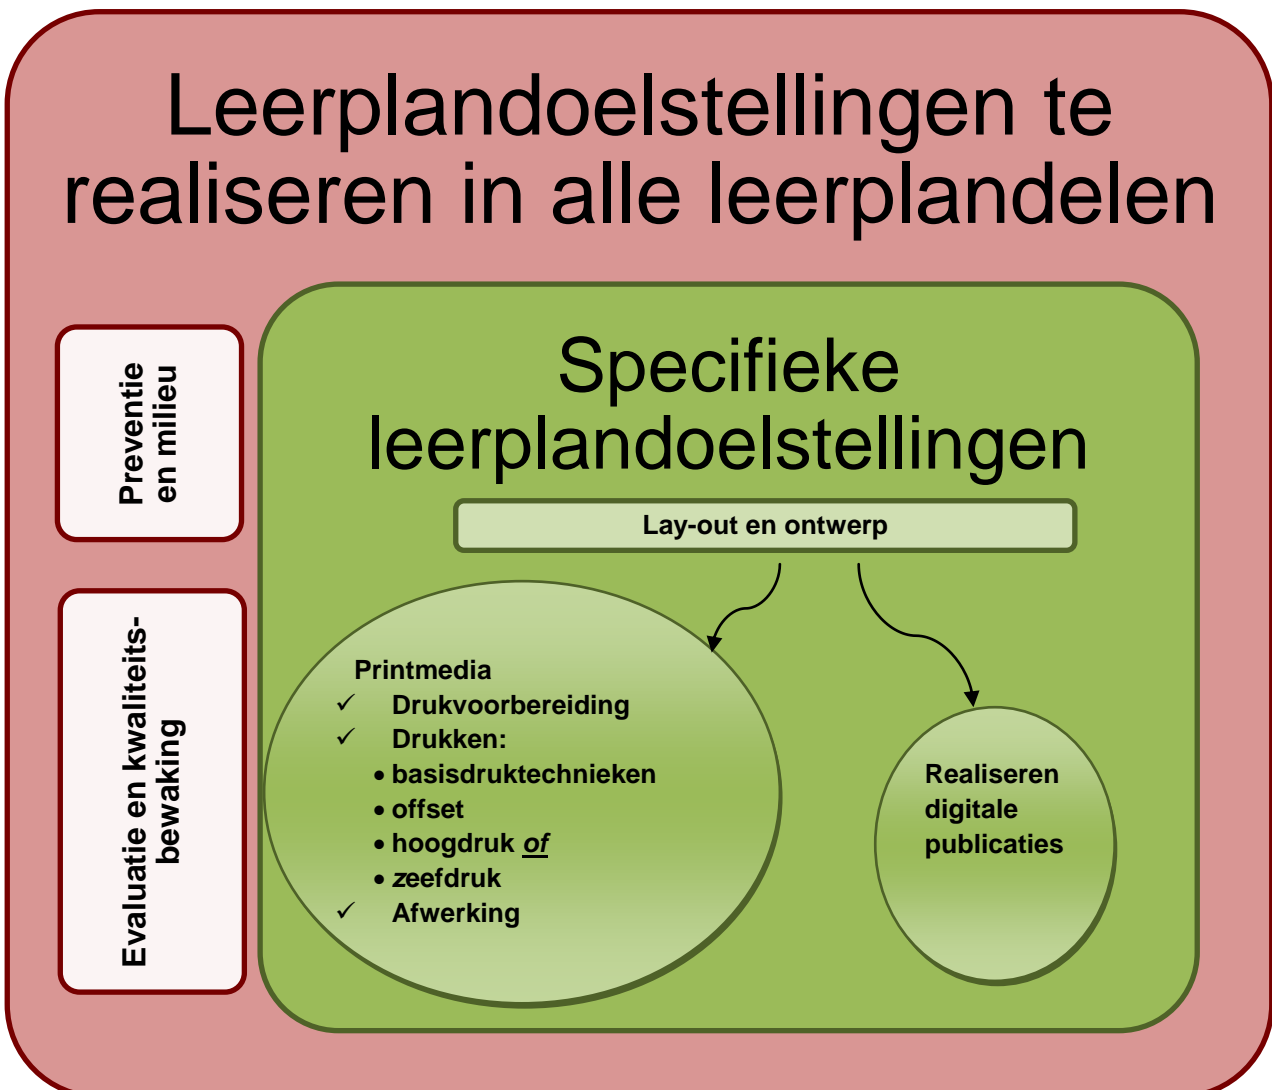 Leerplandoelstellingen te
realiseren in alle leerplandelen
Preventie
en milieu
Evaluatie en kwaliteits-
bewaking
Specifieke
leerplandoelstellingen
Lay-out en ontwerp
Printmedia
✓ Drukvoorbereiding
✓ Drukken:
• basisdruktechnieken
• offset
• hoogdruk of
• zeefdruk
✓ Afwerking
Realiseren
digitale
publicaties